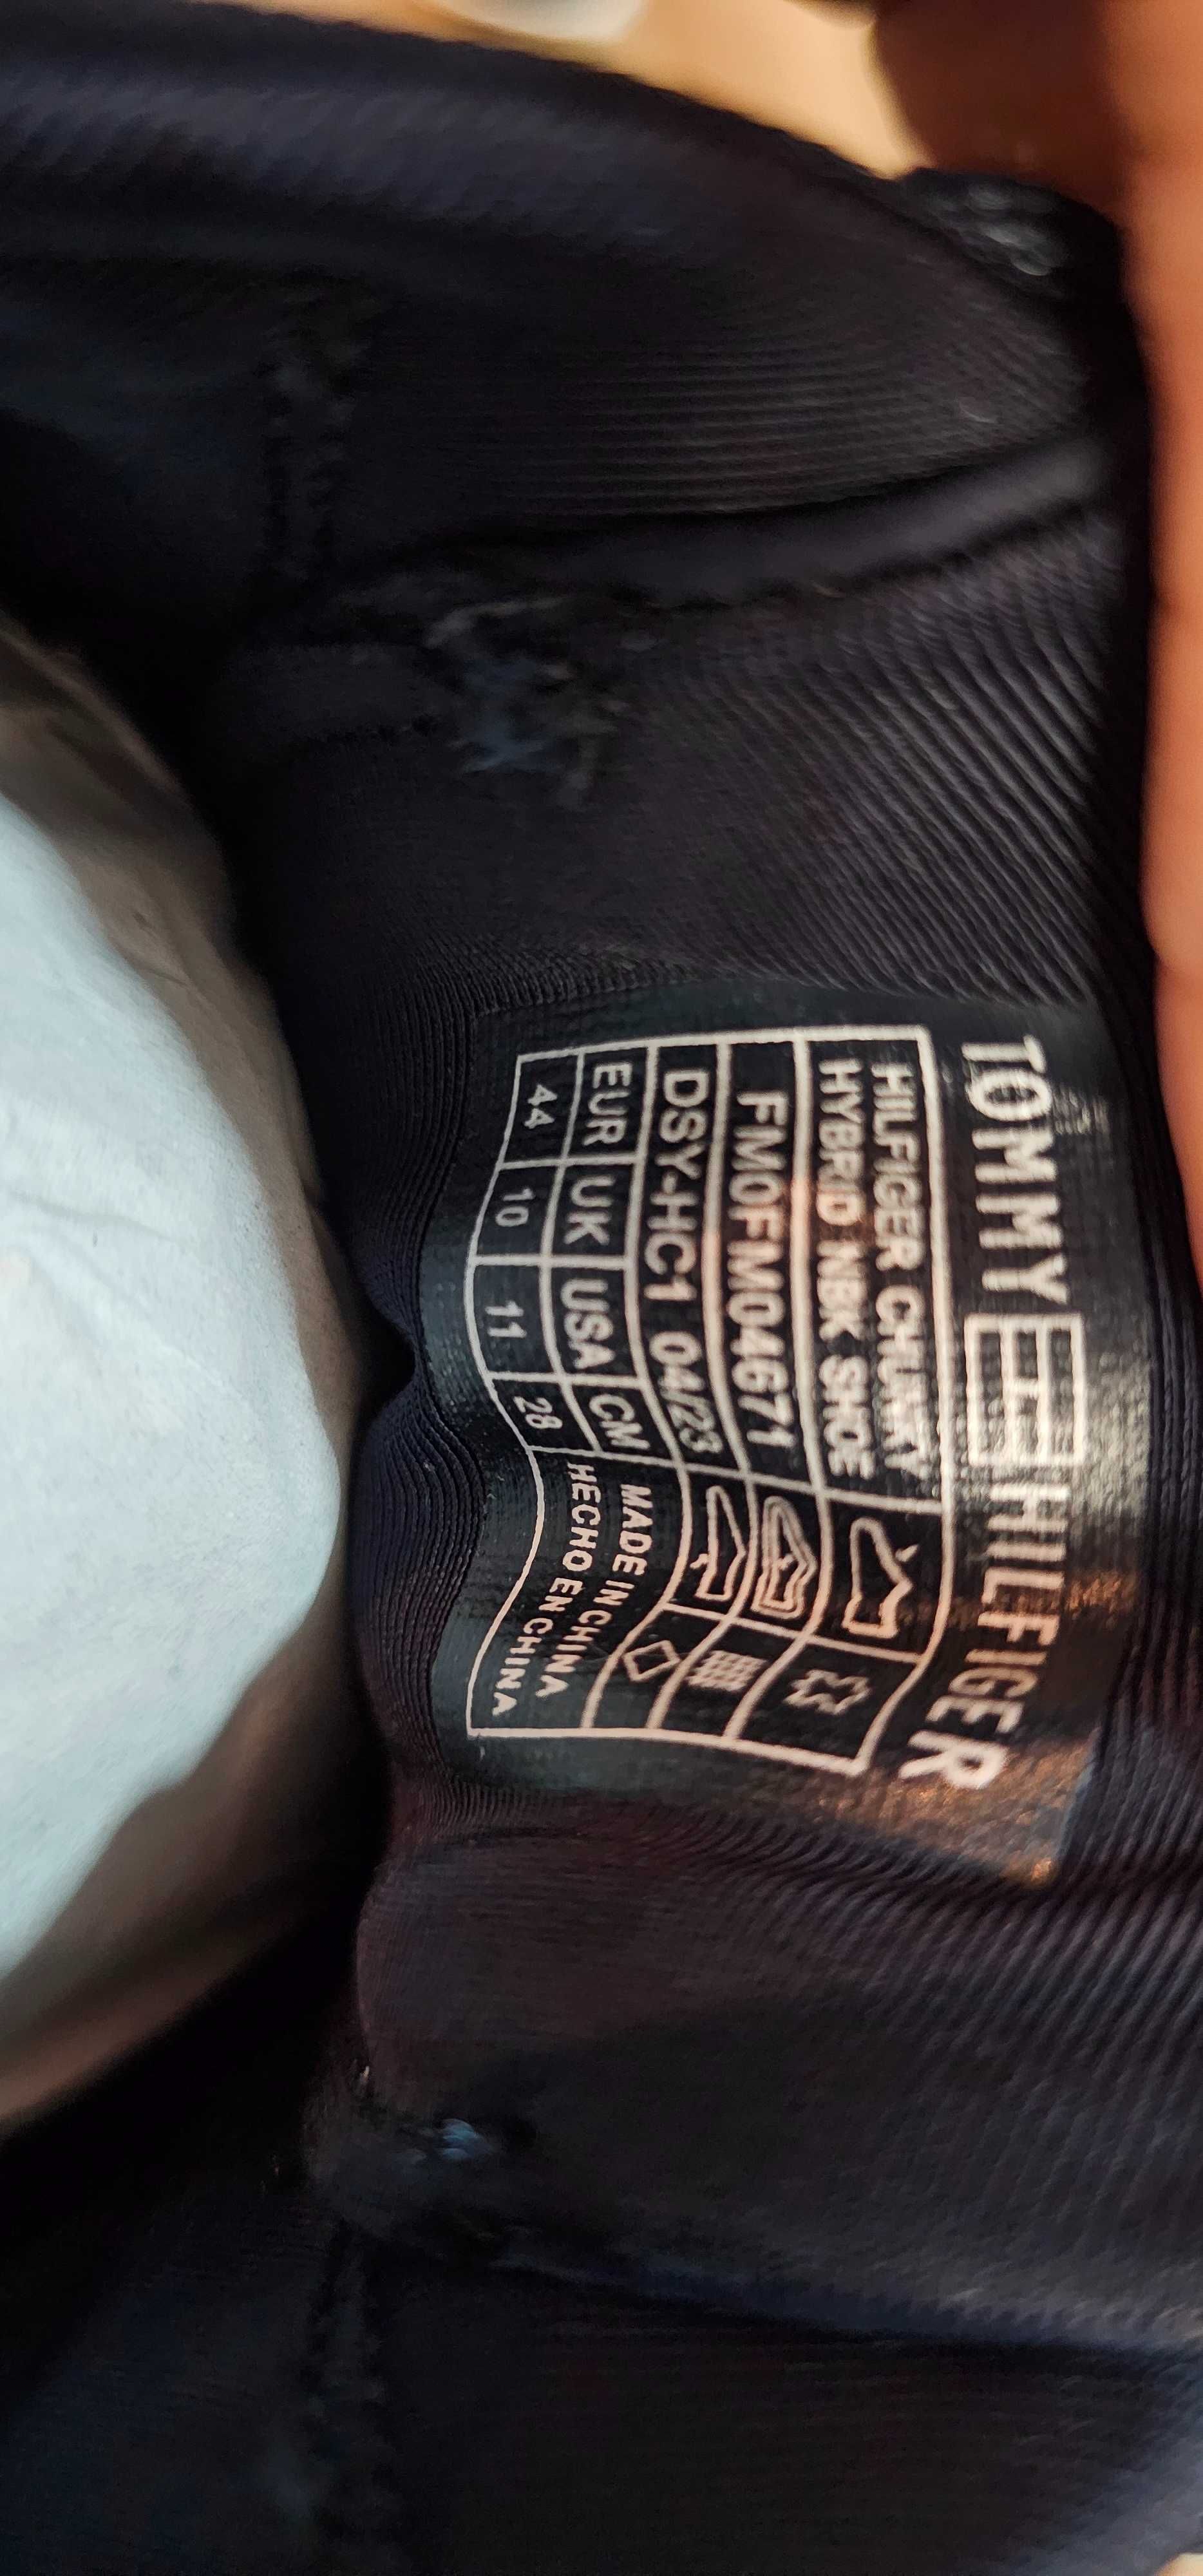 TOMMY HILFIGER
HILFIGER CHUNKY
HYBRID NBK SHOE
FM0FM04671
DSY-HC1 04/23
EUR UK USA CM
44 10 11 28
MADE IN CHINA
HECHO EN CHINA